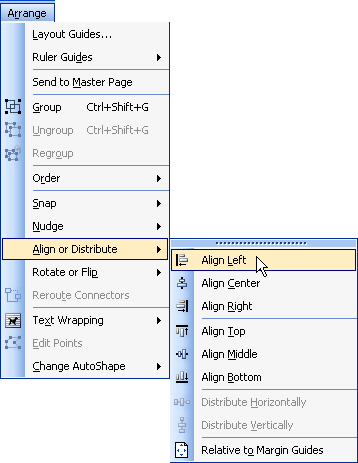 Arrange
Layout Guides...
Ruler Guides
Send to Master Page
Group Ctrl+Shift+G
Ungroup Ctrl+Shift+G
Regroup
Order
Snap
Nudge
Align or Distribute
Rotate or Flip
Reroute Connectors
Text Wrapping
Edit Points
Change AutoShape
Align Left
Align Center
Align Right
Align Top
Align Middle
Align Bottom
Distribute Horizontally
Distribute Vertically
Relative to Margin Guides